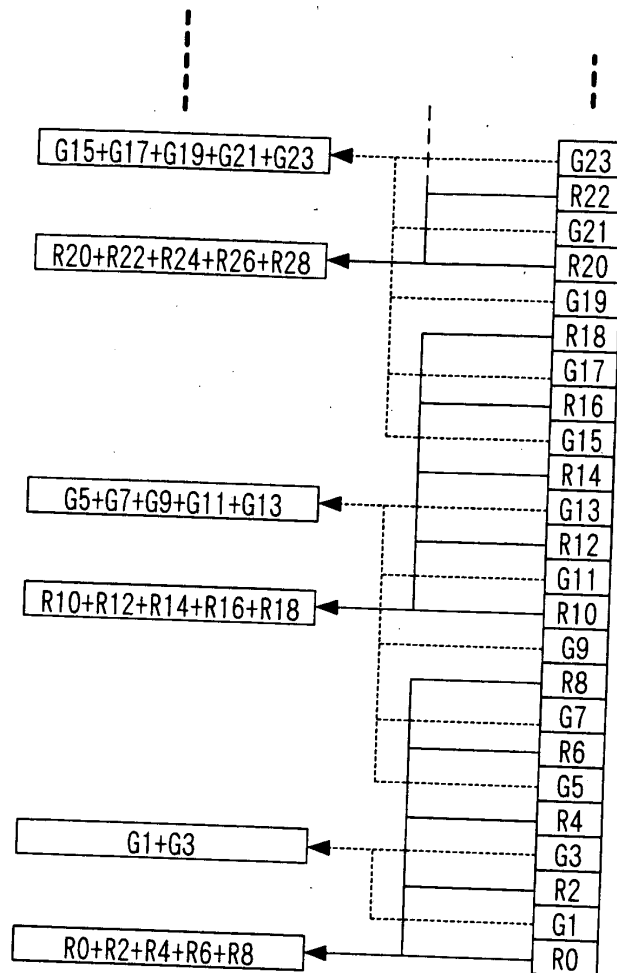 G15+G17+G19+G21+G23
R20+R22+R24+R26+R28
G5+G7+G9+G11+G13
R10+R12+R14+R16+R18
G1+G3
R0+R2+R4+R6+R8
G23
R22
G21
R20
G19
R18
G17
R16
G15
R14
G13
R12
G11
R10
G9
R8
G7
R6
G5
R4
G3
R2
G1
R0